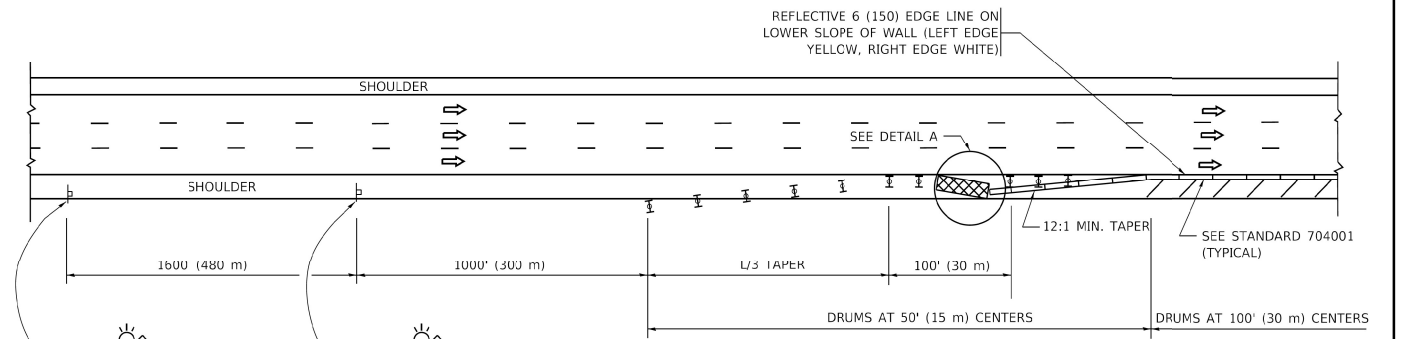 REFLECTIVE 6 (150) EDGE LINE ON
LOWER SLOPE OF WALL (LEFT EDGE
YELLOW, RIGHT EDGE WHITE)
SHOULDER
SEE DETAIL A
SHOULDER
12:1 MIN. TAPER
SEE STANDARD 704001
(TYPICAL)
1600' (480 m)
1000' (300 m)
L/3 TAPER
100' (30 m)
DRUMS AT 50' (15 m) CENTERS
DRUMS AT 100' (30 m) CENTERS